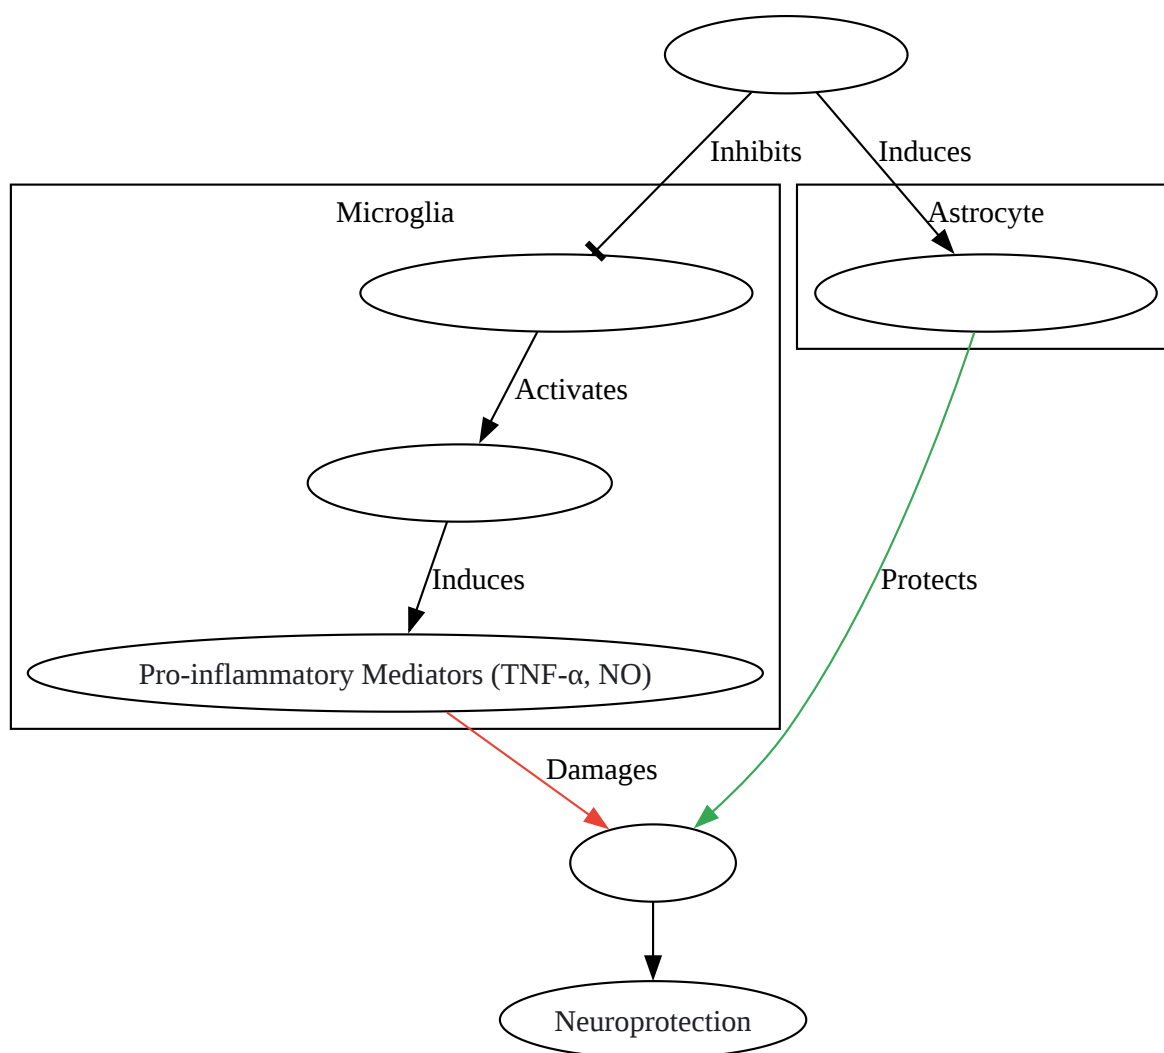 Inhibits
Induces
Microglia
Astrocyte
Activates
Induces
Protects
Pro-inflammatory Mediators (TNF-α, NO)
Damages
Neuroprotection